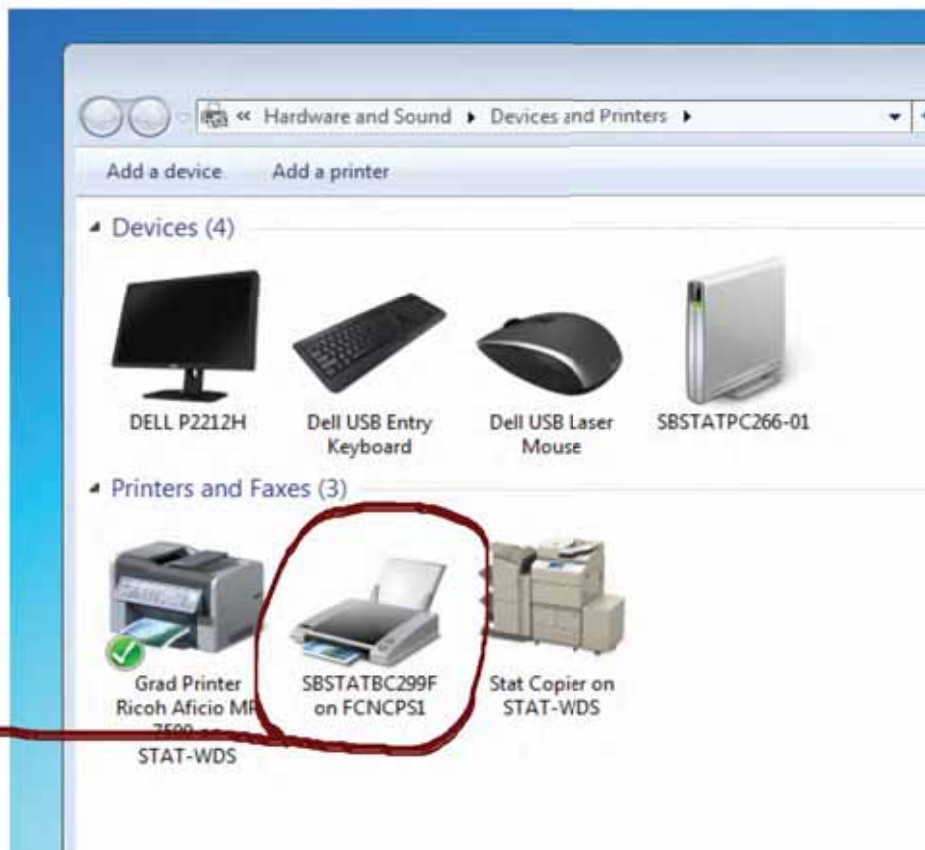 « Hardware and Sound ▸ Devices and Printers ▸
Add a device Add a printer
Devices (4)
DELL P2212H
Dell USB Entry
Keyboard
Dell USB Laser
Mouse
SBSTATPC266-01
Printers and Faxes (3)
Grad Printer
Ricoh Aficio MP
on
STAT-WDS
SBSTATBC299F
on FCNCPS1
Stat Copier on
STAT-WDS